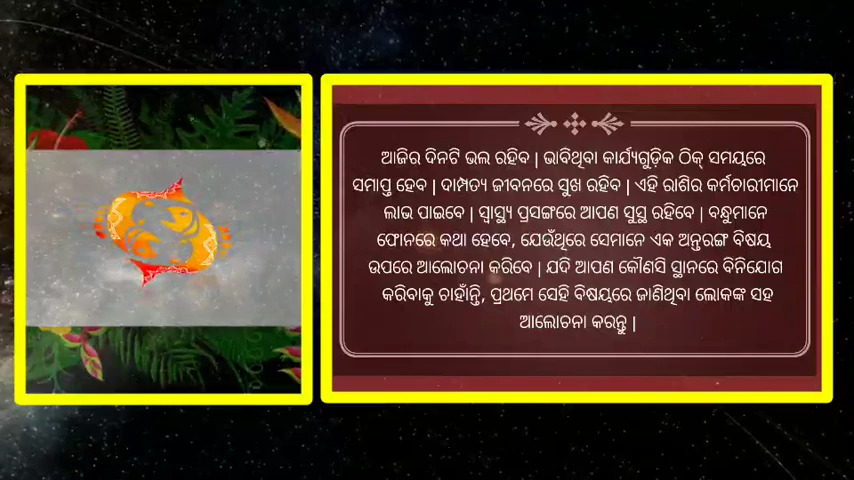 ଆଜିର ଦିନଟି ଭଲ ରହିବ | ଭାବିଥିବା କାର୍ଯ୍ୟଗୁଡ଼ିକ ଠିକ୍ ସମୟରେ
ସମାପ୍ତ ହେବ | ଦାମ୍ପତ୍ୟ ଜୀବନରେ ସୁଖ ରହିବ | ଏହି ରାଶିର କର୍ମଚାରୀମାନେ
ଲାଭ ପାଇବେ | ସ୍ୱାସ୍ଥ୍ୟ ପ୍ରସଙ୍ଗରେ ଆପଣ ସୁସ୍ଥ ରହିବେ | ବନ୍ଧୁମାନେ
ଫୋନରେ କଥା ହେବେ, ଯେଉଁଥିରେ ସେମାନେ ଏକ ଅନ୍ତରଙ୍ଗ ବିଷୟ
ଉପରେ ଆଲୋଚନା କରିବେ | ଯଦି ଆପଣ କୌଣସି ସ୍ଥାନରେ ବିନିଯୋଗ
କରିବାକୁ ଚାହାଁନ୍ତି, ପ୍ରଥମେ ସେହି ବିଷୟରେ ଜାଣିଥିବା ଲୋକଙ୍କ ସହ
ଆଲୋଚନା କରନ୍ତୁ |